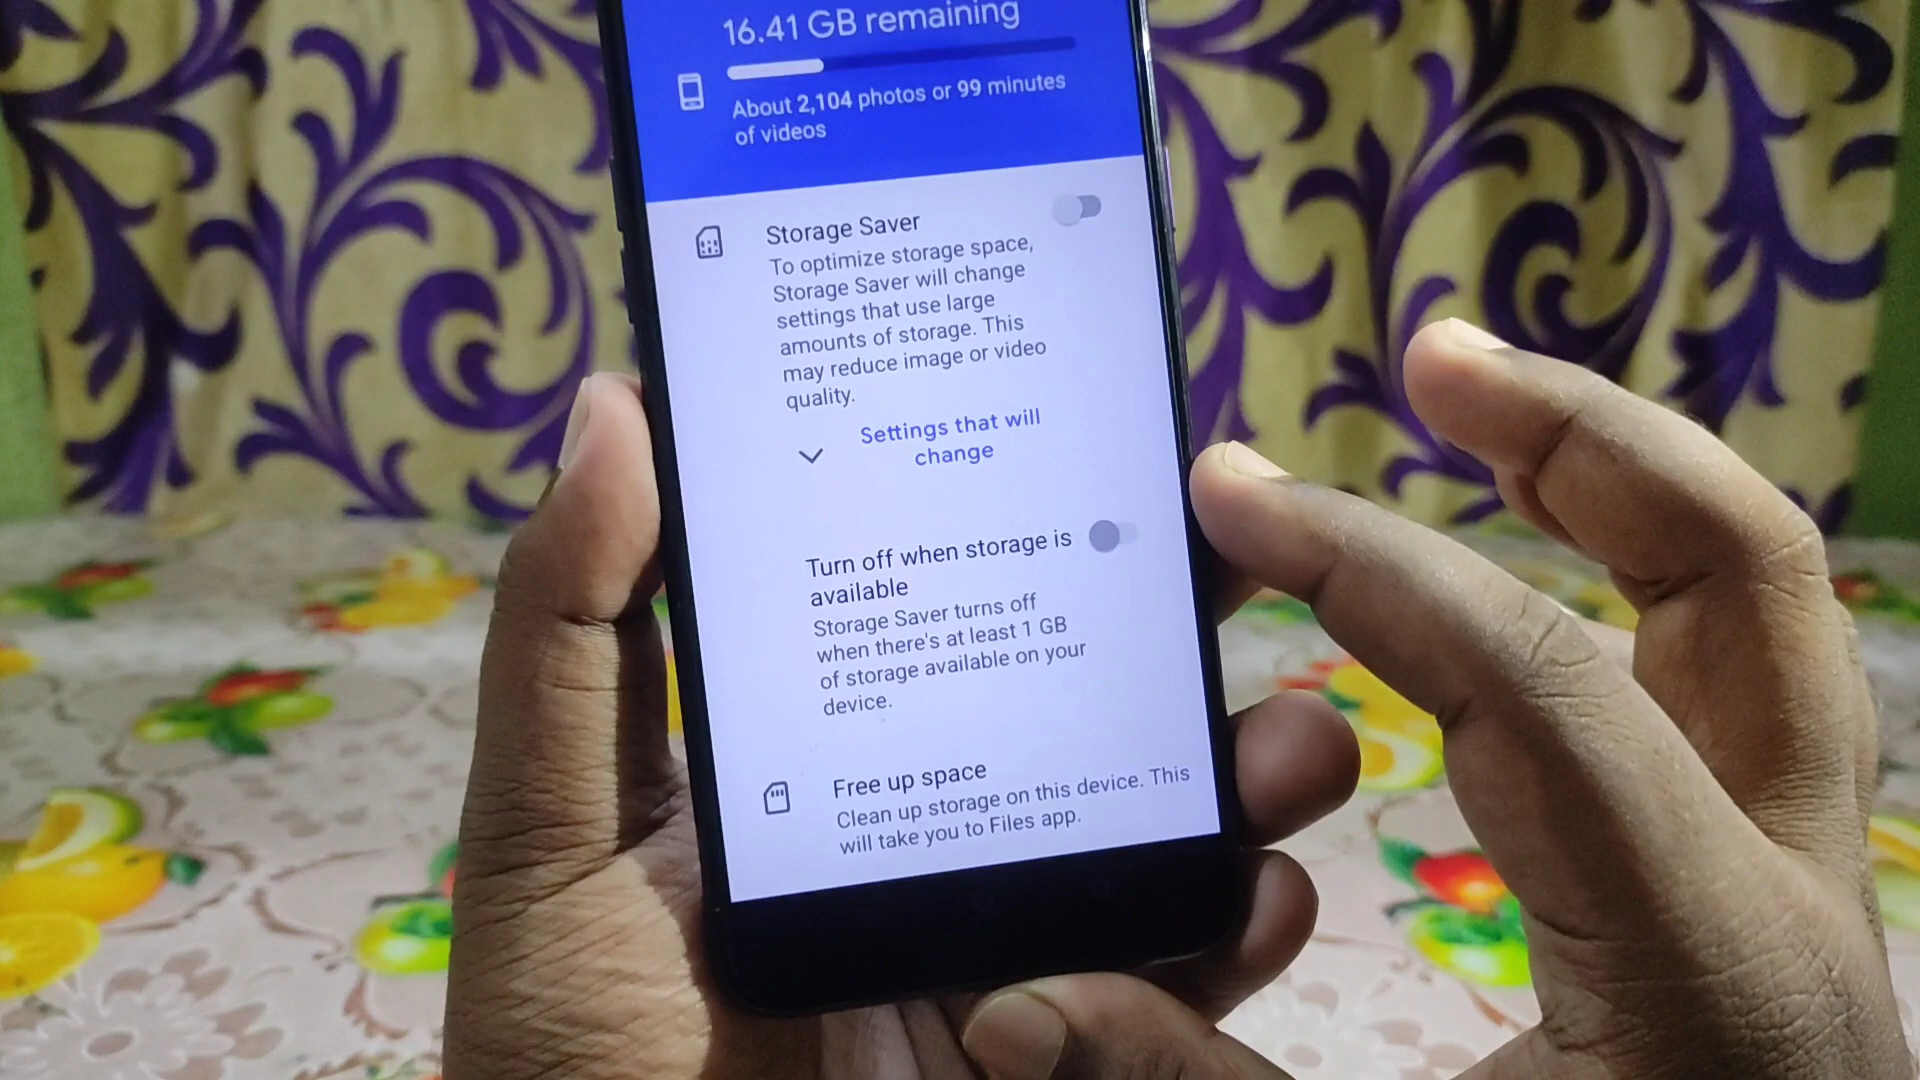 16.41 GB remaining
About 2,104 photos or 99 minutes
of videos
Storage Saver
To optimize storage space,
Storage Saver will change
settings that use large
amounts of storage. This
may reduce image or video
quality.
Settings that will
change
Turn off when storage is
available
Storage Saver turns off
when there's at least 1 GB
of storage available on your
device.
Free up space
Clean up storage on this device. This
will take you to Files app.